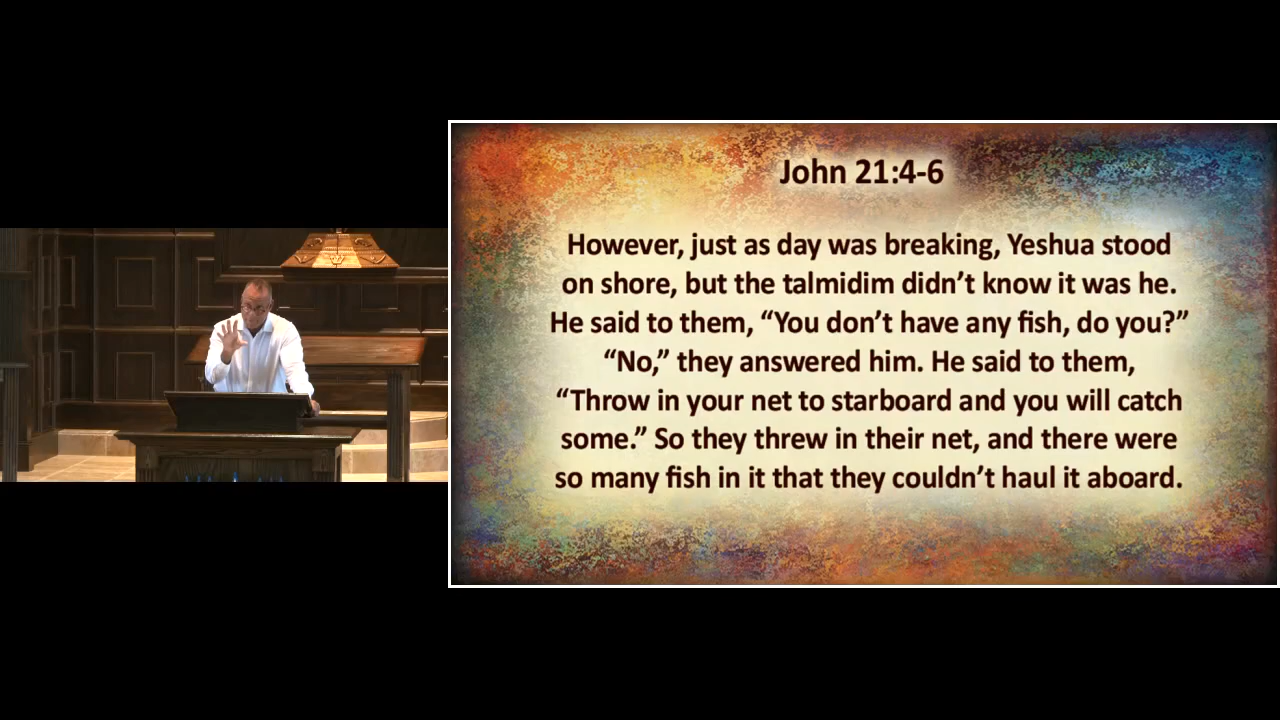 John 21:4-6
However, just as day was breaking, Yeshua stood
on shore, but the talmidim didn’t know it was he.
He said to them, “You don’t have any fish, do you?”
“No,” they answered him. He said to them,
“Throw in your net to starboard and you will catch
some.” So they threw in their net, and there were
so many fish in it that they couldn’t haul it aboard.